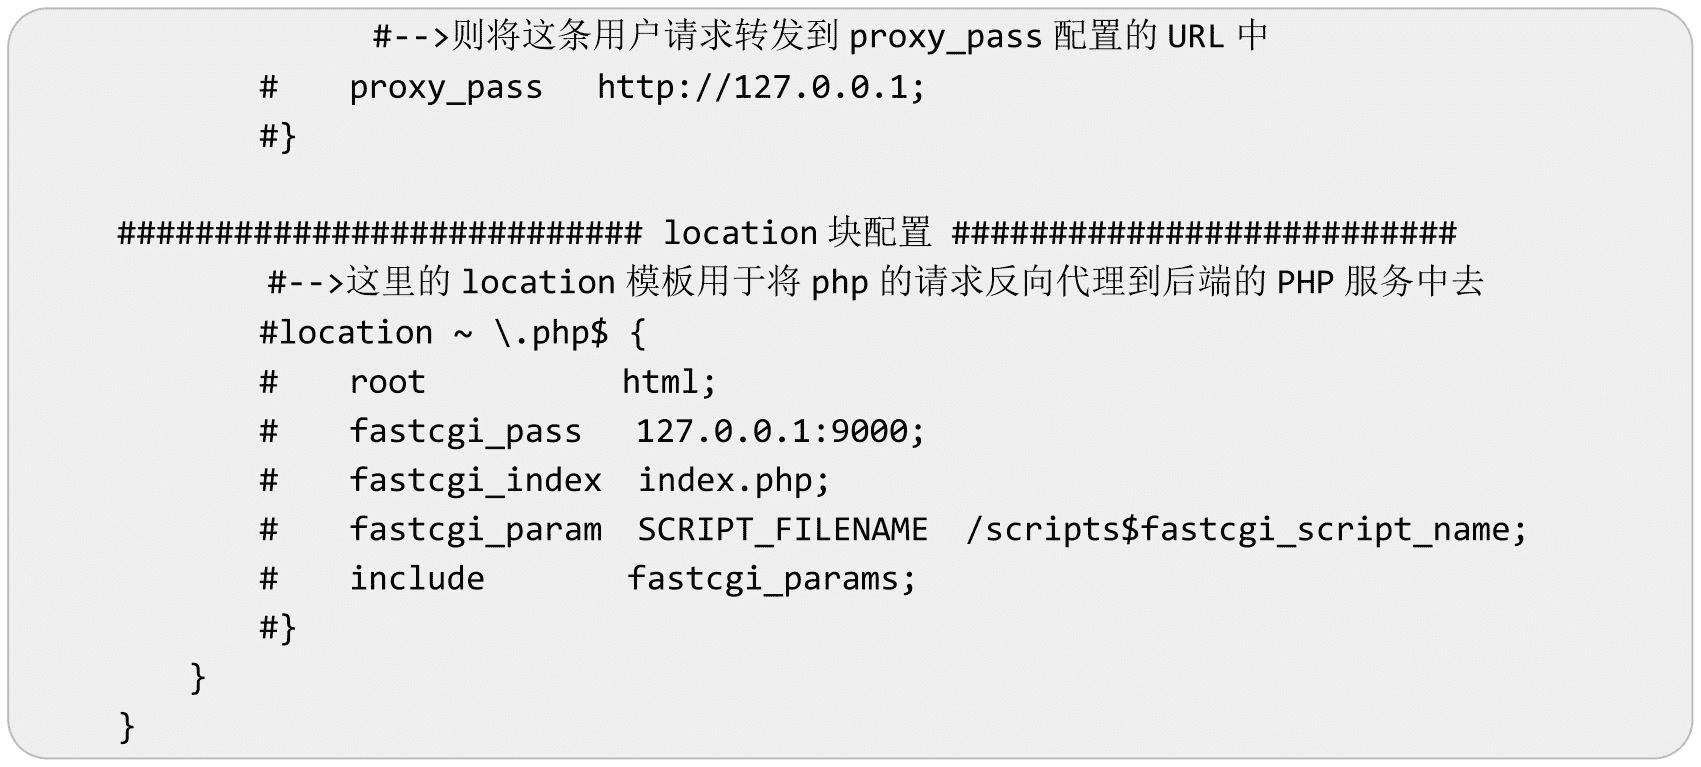 #-->则将这条用户请求转发到 proxy_pass 配置的 URL 中
#    proxy_pass   http://127.0.0.1;
#}
########################### location 块配置 ##########################
#-->这里的 location 模板用于将 php 的请求反向代理到后端的 PHP 服务中去
#location ~ \.php$ {
#    root          html;
#    fastcgi_pass   127.0.0.1:9000;
#    fastcgi_index  index.php;
#    fastcgi_param  SCRIPT_FILENAME  /scripts$fastcgi_script_name;
#    include       fastcgi_params;
#}
}
}